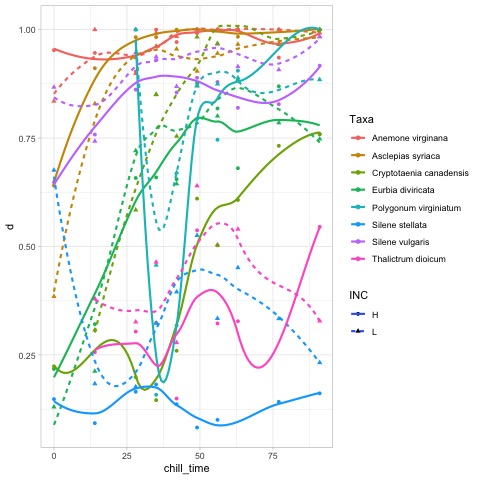 1.00
0.75
0.50
0.25
d
0
25
50
75
chill_time
Taxa
Anemone virginana
Asclepias syriaca
Cryptotaenia canadensis
Eurbia diviricata
Polygonum virginiatum
Silene stellata
Silene vulgaris
Thalictrum dioicum
INC
H
L